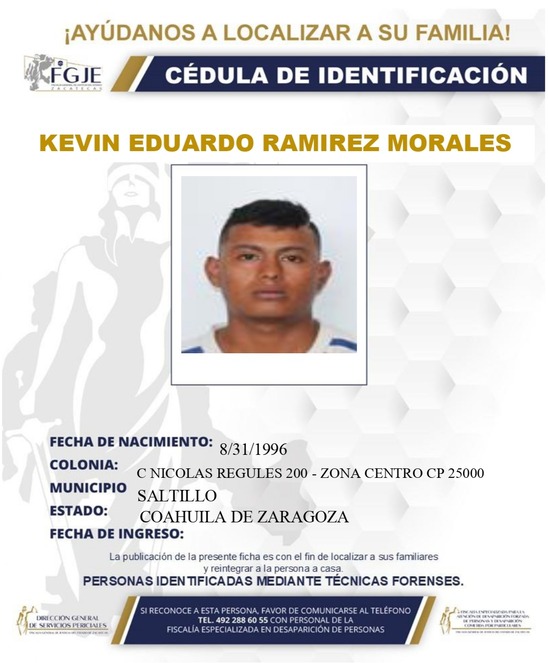 ¡AYÚDANOS A LOCALIZAR A SU FAMILIA!
FGJE
ZACATECAS
CÉDULA DE IDENTIFICACIÓN
KEVIN EDUARDO RAMIREZ MORALES
FECHA DE NACIMIENTO: 8/31/1996
COLONIA: C NICOLAS REGULES 200 - ZONA CENTRO CP 25000
MUNICIPIO SALTILLO
ESTADO: COAHUILA DE ZARAGOZA
FECHA DE INGRESO:
La publicación de la presente ficha es con el fin de localizar a sus familiares
y reintegrar a la persona a casa.
PERSONAS IDENTIFICADAS MEDIANTE TÉCNICAS FORENSES.
DIRECCIÓN GENERAL
DE SERVICIOS PERICIALES
SI RECONOCE A ESTA PERSONA, FAVOR DE COMUNICARSE AL TELÉFONO
TEL. 492 288 60 55 CON PERSONAL DE LA
FISCALÍA ESPECIALIZADA EN DESAPARICIÓN DE PERSONAS